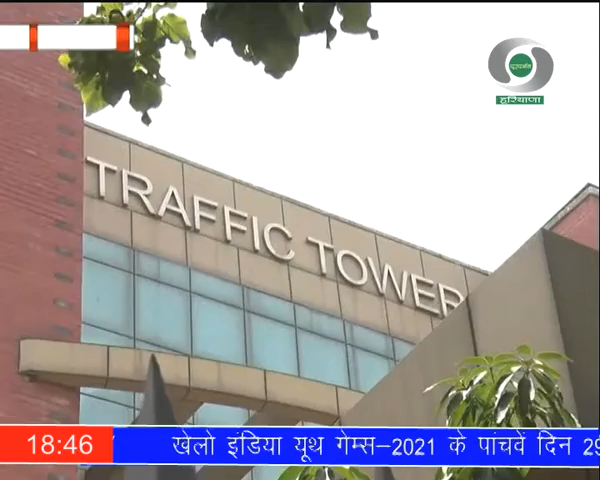 दूरदर्शन
हरियाणा
TRAFFIC TOWER
18:46 खेलो इंडिया यूथ गेम्स-2021 के पांचवें दिन 29